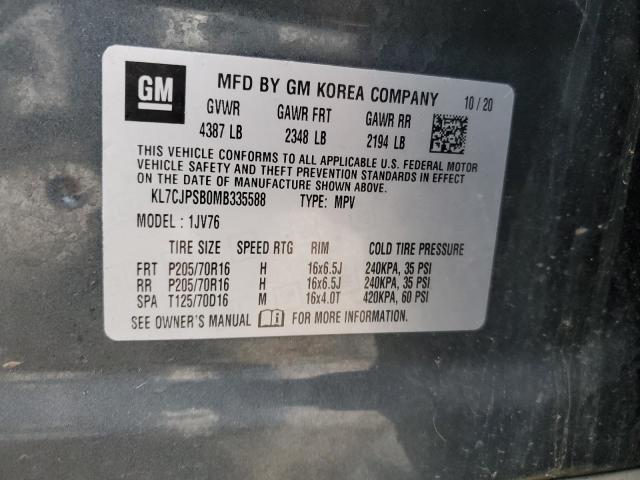 GM
MFD BY GM KOREA COMPANY 10 / 20
GVWR GAWR FRT GAWR RR
4387 LB 2348 LB 2194 LB
THIS VEHICLE CONFORMS TO ALL APPLICABLE U.S. FEDERAL MOTOR
VEHICLE SAFETY AND THEFT PREVENTION STANDARDS IN EFFECT
ON THE DATE OF MANUFACTURE SHOWN ABOVE.
KL7CJPSB0MB335588 TYPE: MPV
MODEL : 1JV76
TIRE SIZE SPEED RTG RIM COLD TIRE PRESSURE
FRT P205/70R16 H 16x6.5J 240KPA, 35 PSI
RR P205/70R16 H 16x6.5J 240KPA, 35 PSI
SPA T125/70D16 M 16x4.0T 420KPA, 60 PSI
SEE OWNER'S MANUAL FOR MORE INFORMATION.